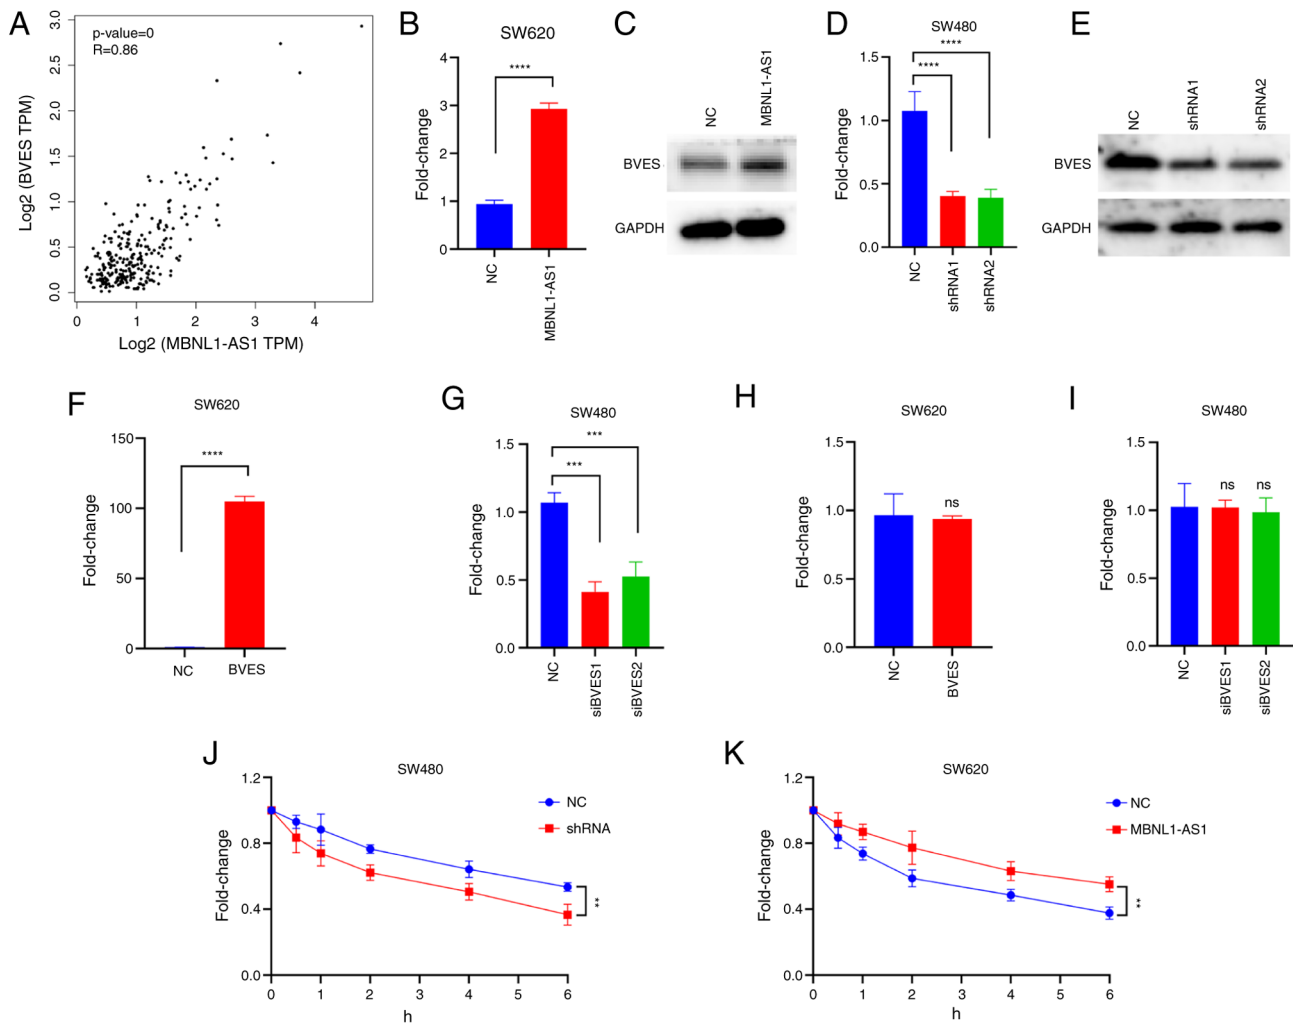 A
p-value=0
R=0.86
Log2 (BVES TPM)
3.0
2.5
2.0
1.5
1.0
0.5
0.0
0 1 2 3 4
Log2 (MBNL1-AS1 TPM)
B
SW620
Fold-change
4
3
2
1
0
****
NC
MBNL1-AS1
C
NC
MBNL1-AS1
BVES
GAPDH
D
SW480
Fold-change
1.5
1.0
0.5
0.0
****
****
NC
shRNA1
shRNA2
E
NC
shRNA1
shRNA2
BVES
GAPDH
F
SW620
Fold-change
150
100
50
0
****
NC
BVES
G
SW480
Fold-change
1.5
1.0
0.5
0.0
***
***
NC
siBVES1
siBVES2
H
SW620
Fold-change
1.5
1.0
0.5
0.0
ns
NC
BVES
I
SW480
Fold-change
1.5
1.0
0.5
0.0
ns ns
NC
siBVES1
siBVES2
J
SW480
Fold-change
1.2
0.8
0.4
0.0
NC
shRNA
**
0 1 2 3 4 5 6
h
K
SW620
Fold-change
1.2
0.8
0.4
0.0
NC
MBNL1-AS1
**
0 1 2 3 4 5 6
h